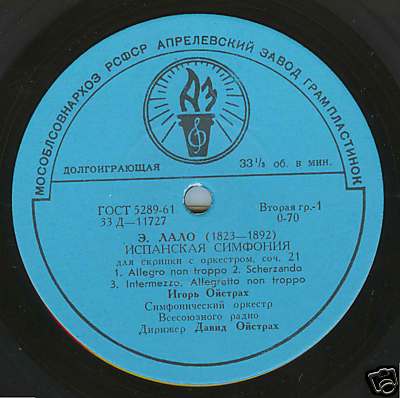 МОСОБЛСОВНАРХОЗ РСФСР АПРЕЛЕВСКИЙ ЗАВОД ГРАМПЛАСТИНОК
АЗ
ДОЛГОИГРАЮЩАЯ
33⅓ об. в мин.
ГОСТ 5289-61
Вторая гр.-1
33 Д—11727
0-70
Э. ЛАЛО (1823—1892)
ИСПАНСКАЯ СИМФОНИЯ
для скрипки с оркестром, соч. 21
1. Allegro non troppo 2. Scherzando
3. Intermezzo. Allegretto non troppo
Игорь Ойстрах
Симфонический оркестр
Всесоюзного радио
Дирижер Давид Ойстрах